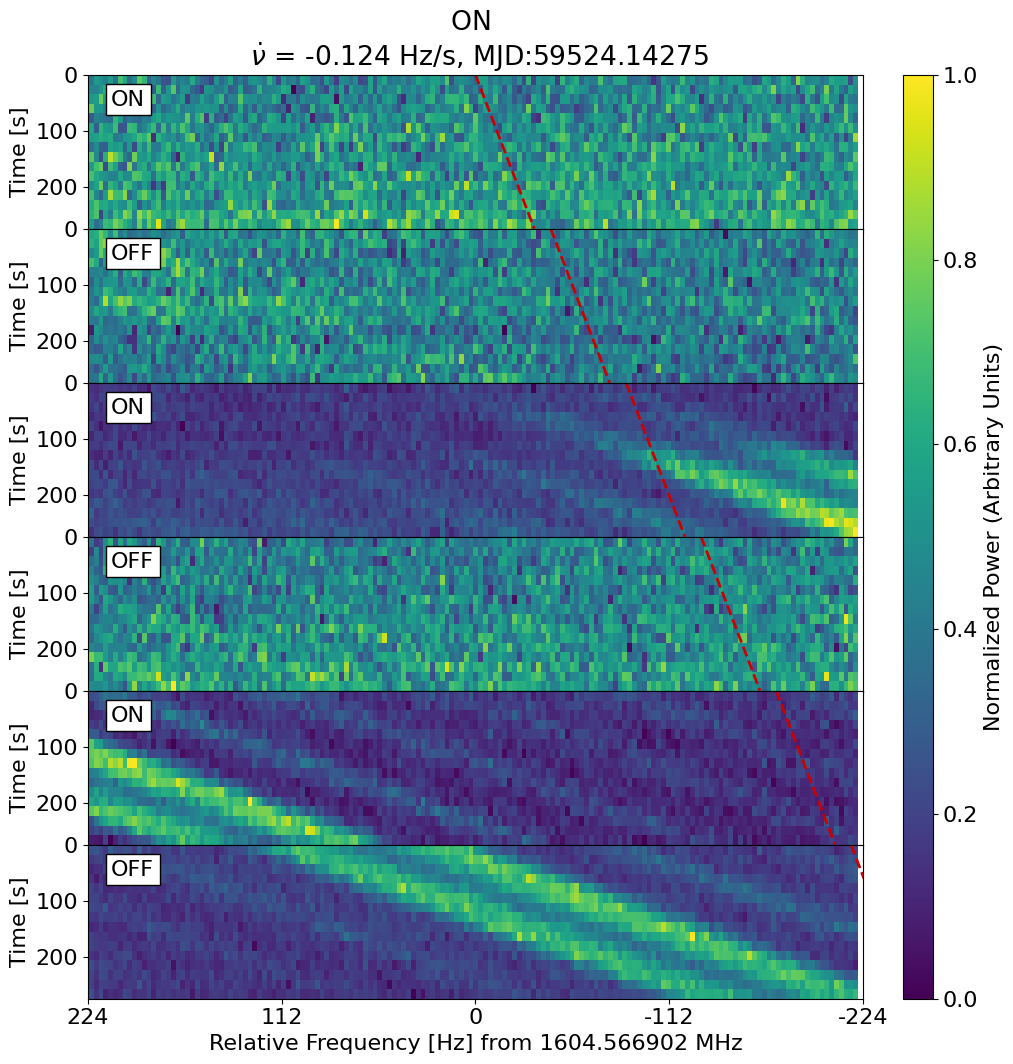 ON
ν̇ = -0.124 Hz/s, MJD:59524.14275
0
100
200
Time [s]
ON
0
100
200
Time [s]
OFF
0
100
200
Time [s]
ON
0
100
200
Time [s]
OFF
0
100
200
Time [s]
ON
0
100
200
Time [s]
OFF
224 112 0 -112 -224
Relative Frequency [Hz] from 1604.566902 MHz
1.0
0.8
0.6
0.4
0.2
0.0
Normalized Power (Arbitrary Units)